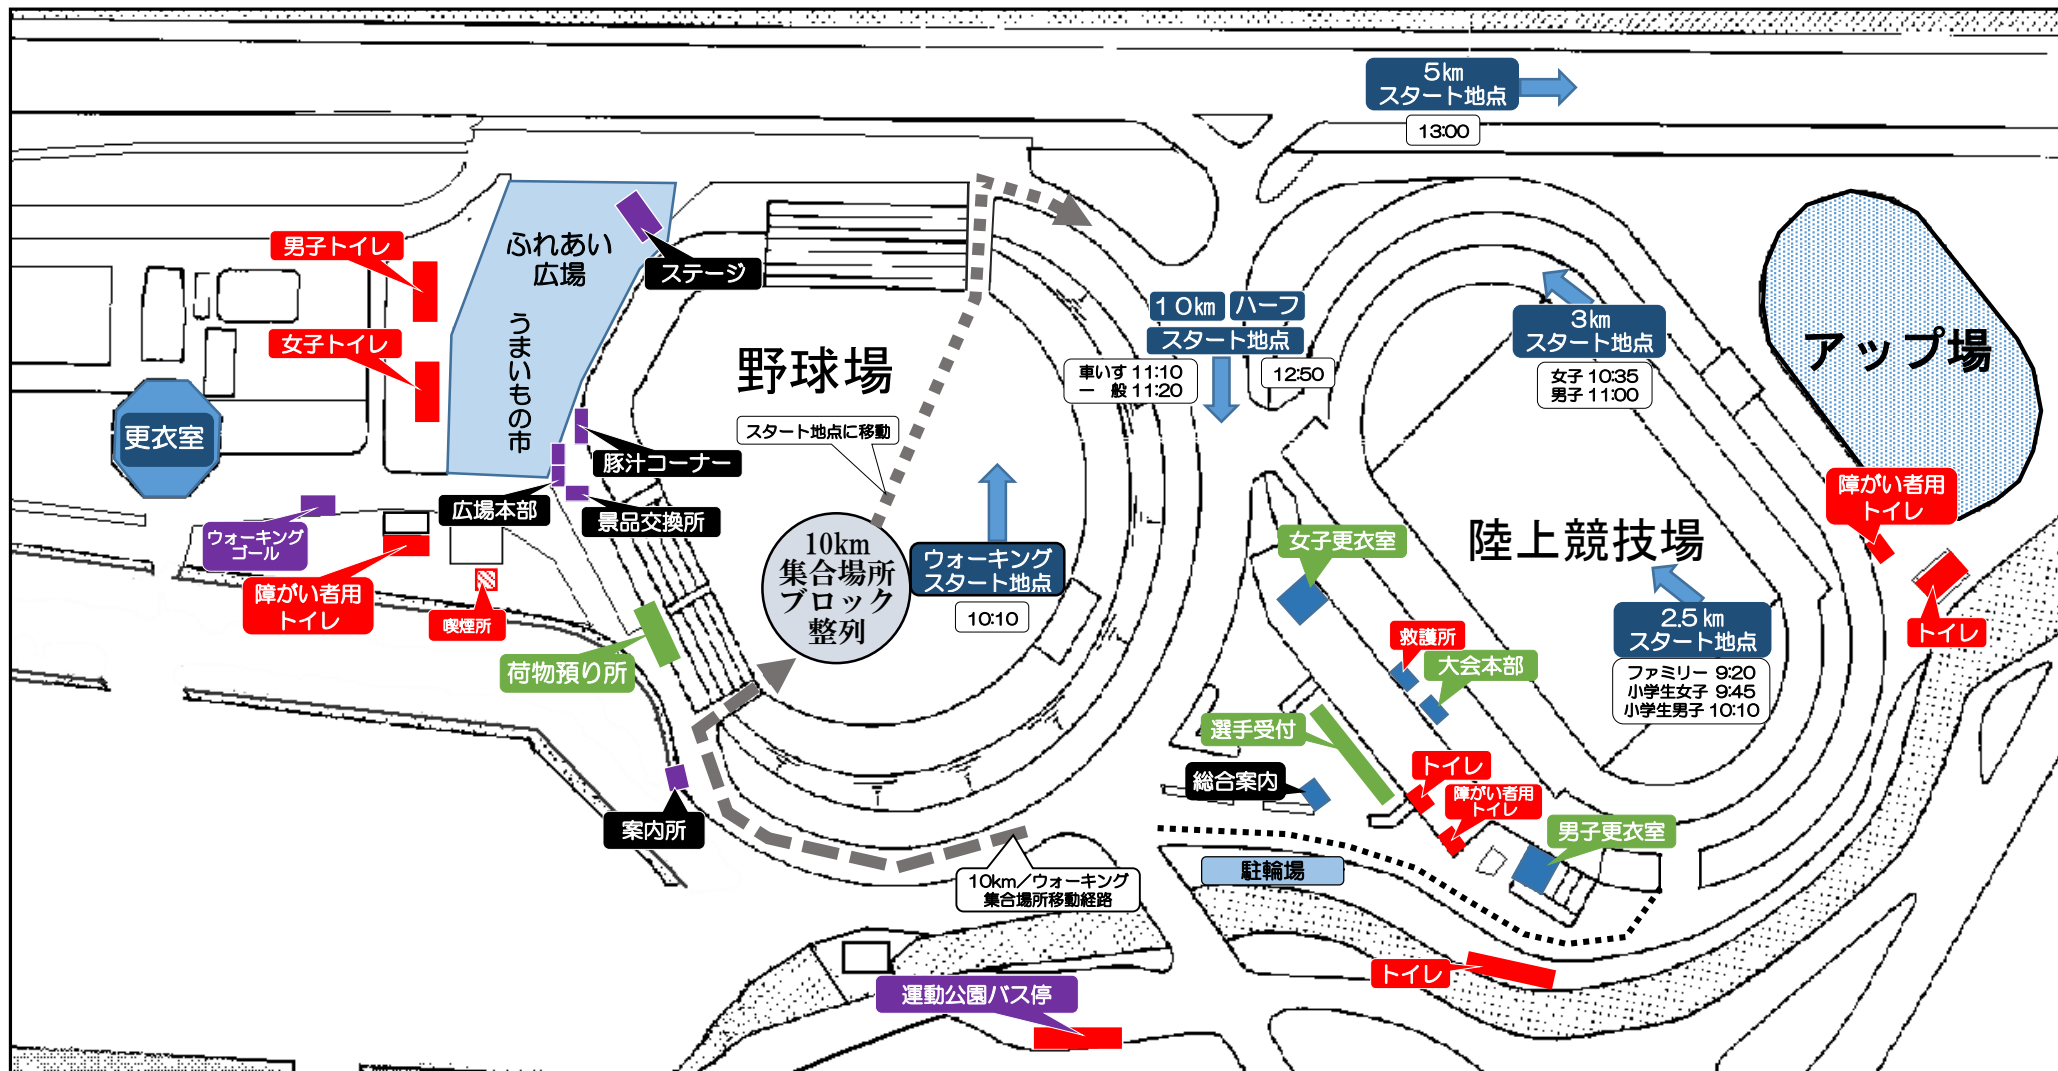 5km
スタート地点
13:00
男子トイレ
ふれあい
広場
ステージ
うまいもの市
女子トイレ
野球場
スタート地点に移動
10km ハーフ
スタート地点
車いす 11:10
一　般 11:20
12:50
3km
スタート地点
女子 10:35
男子 11:00
アップ場
更衣室
豚汁コーナー
広場本部
景品交換所
ウォーキング
ゴール
障がい者用
トイレ
喫煙所
10km
集合場所
ブロック
整列
ウォーキング
スタート地点
10:10
女子更衣室
陸上競技場
障がい者用
トイレ
トイレ
2.5km
スタート地点
ファミリー 9:20
小学生女子 9:45
小学生男子 10:10
救護所
大会本部
荷物預り所
選手受付
総合案内
トイレ
障がい者用
トイレ
男子更衣室
案内所
駐輪場
10km／ウォーキング
集合場所移動経路
トイレ
運動公園バス停